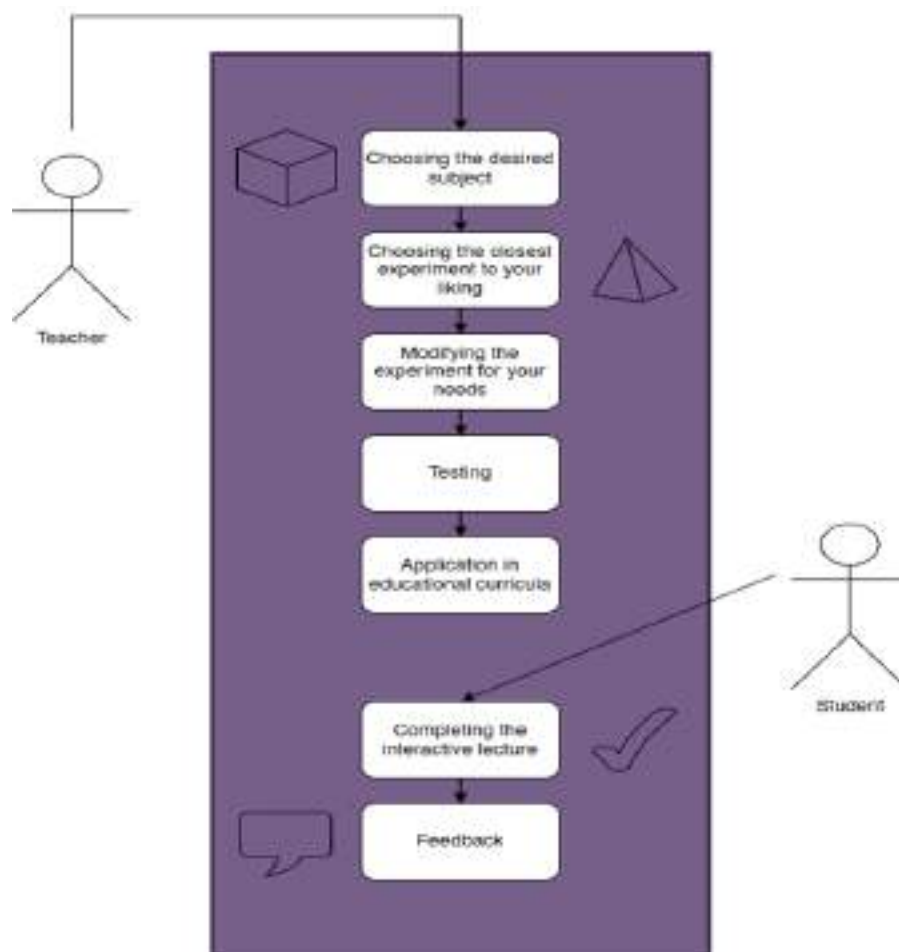 Choosing the desired
subject
Choosing the closest
experiment to your
liking
Teacher
Modifying the
experiment for your
needs
Testing
Application in
educational curricula
Student
Completing the
interactive lecture
Feedback